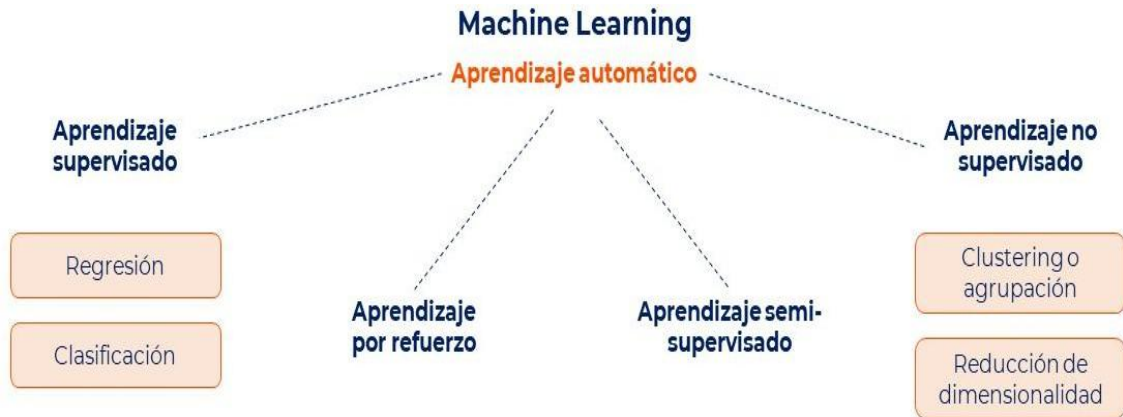 Machine Learning
Aprendizaje automático
Aprendizaje
supervisado
Regresión
Clasificación
Aprendizaje
por refuerzo
Aprendizaje semi-
supervisado
Aprendizaje no
supervisado
Clustering o
agrupación
Reducción de
dimensionalidad